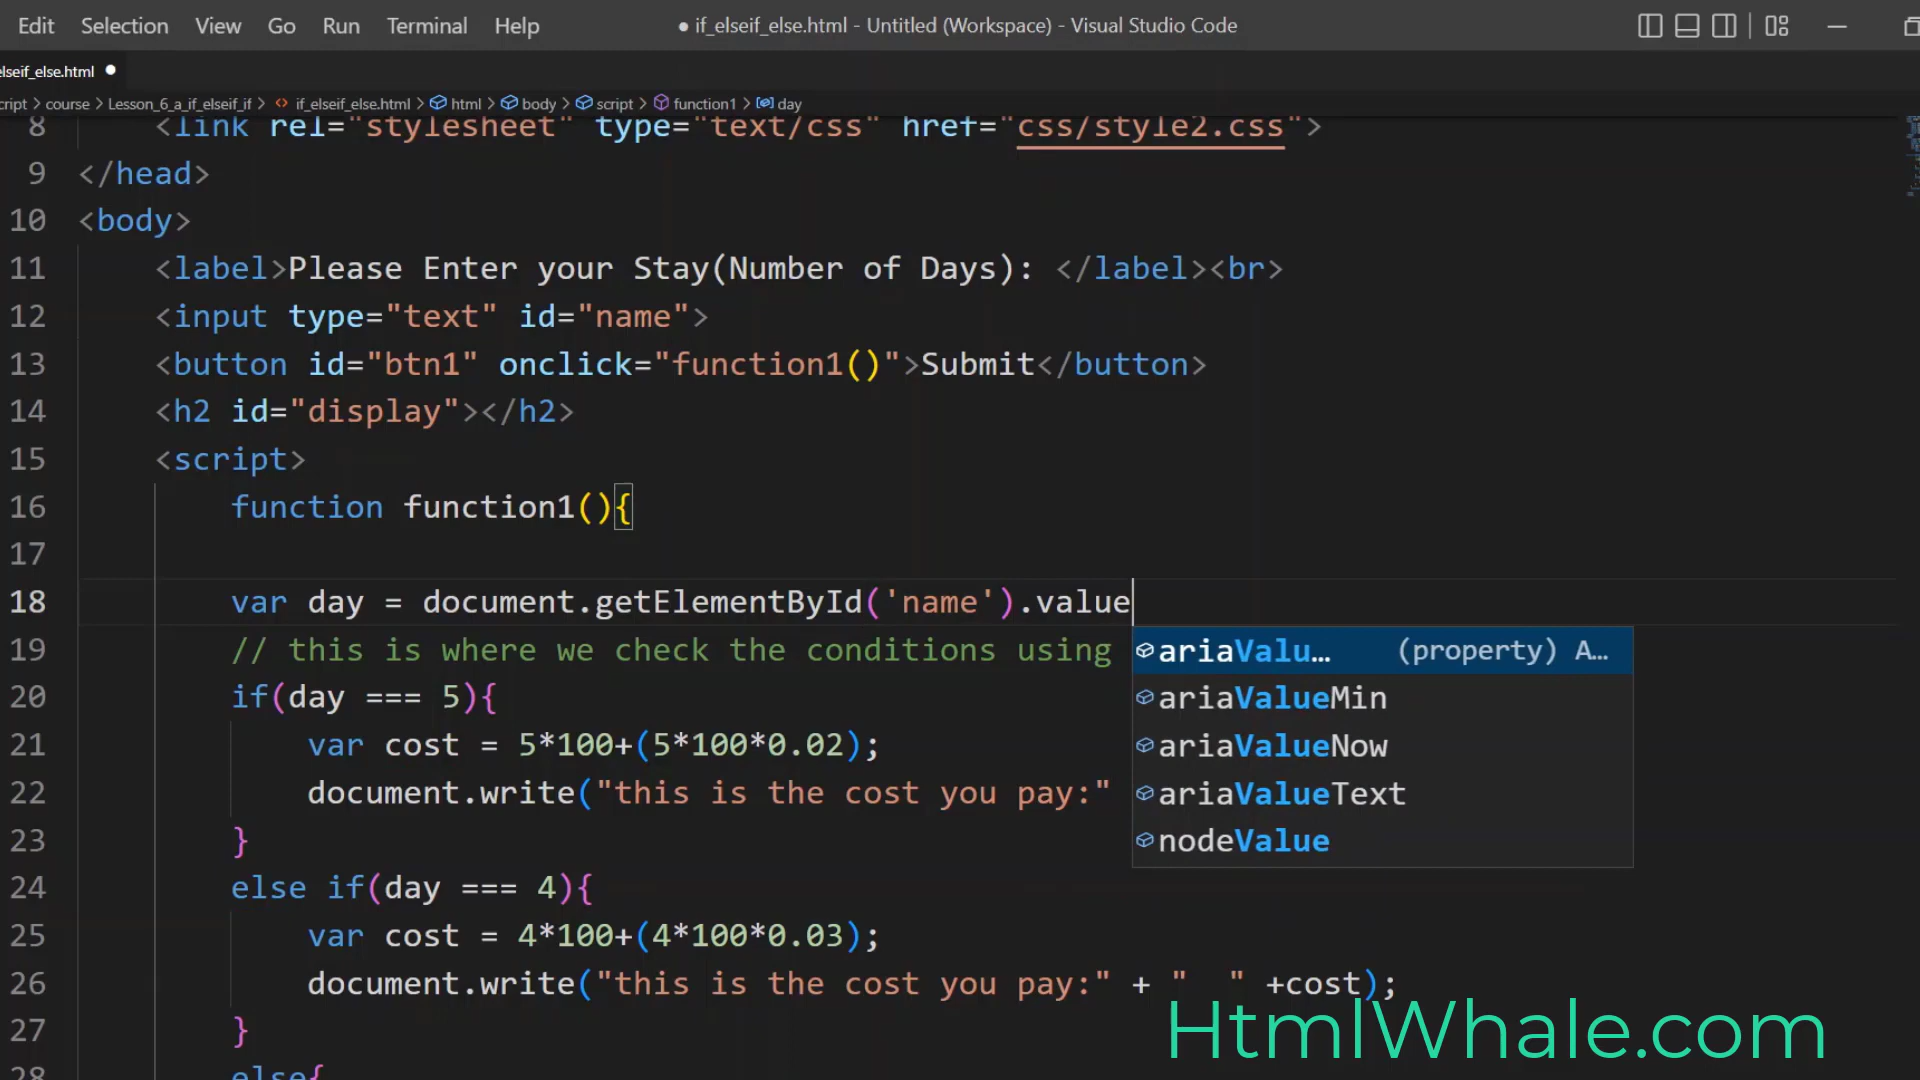 Edit Selection View Go Run Terminal Help ● if_elseif_else.html - Untitled (Workspace) - Visual Studio Code
elseif_else.html ●
cript > course > Lesson_6_a_if_elseif_if > <> if_elseif_else.html > html > body > script > function1 > day
8 <link rel="stylesheet" type="text/css" href="css/style2.css">
9 </head>
10 <body>
11 <label>Please Enter your Stay(Number of Days): </label><br>
12 <input type="text" id="name">
13 <button id="btn1" onclick="function1()">Submit</button>
14 <h2 id="display"></h2>
15 <script>
16 function function1(){
17
18 var day = document.getElementById('name').value
19 // this is where we check the conditions using
ariaValu… (property) A…
20 if(day === 5){
ariaValueMin
21 var cost = 5*100+(5*100*0.02);
ariaValueNow
22 document.write("this is the cost you pay:"
ariaValueText
23 }
nodeValue
24 else if(day === 4){
25 var cost = 4*100+(4*100*0.03);
26 document.write("this is the cost you pay:" + "  " +cost);
27 }
28 else{
HtmlWhale.com